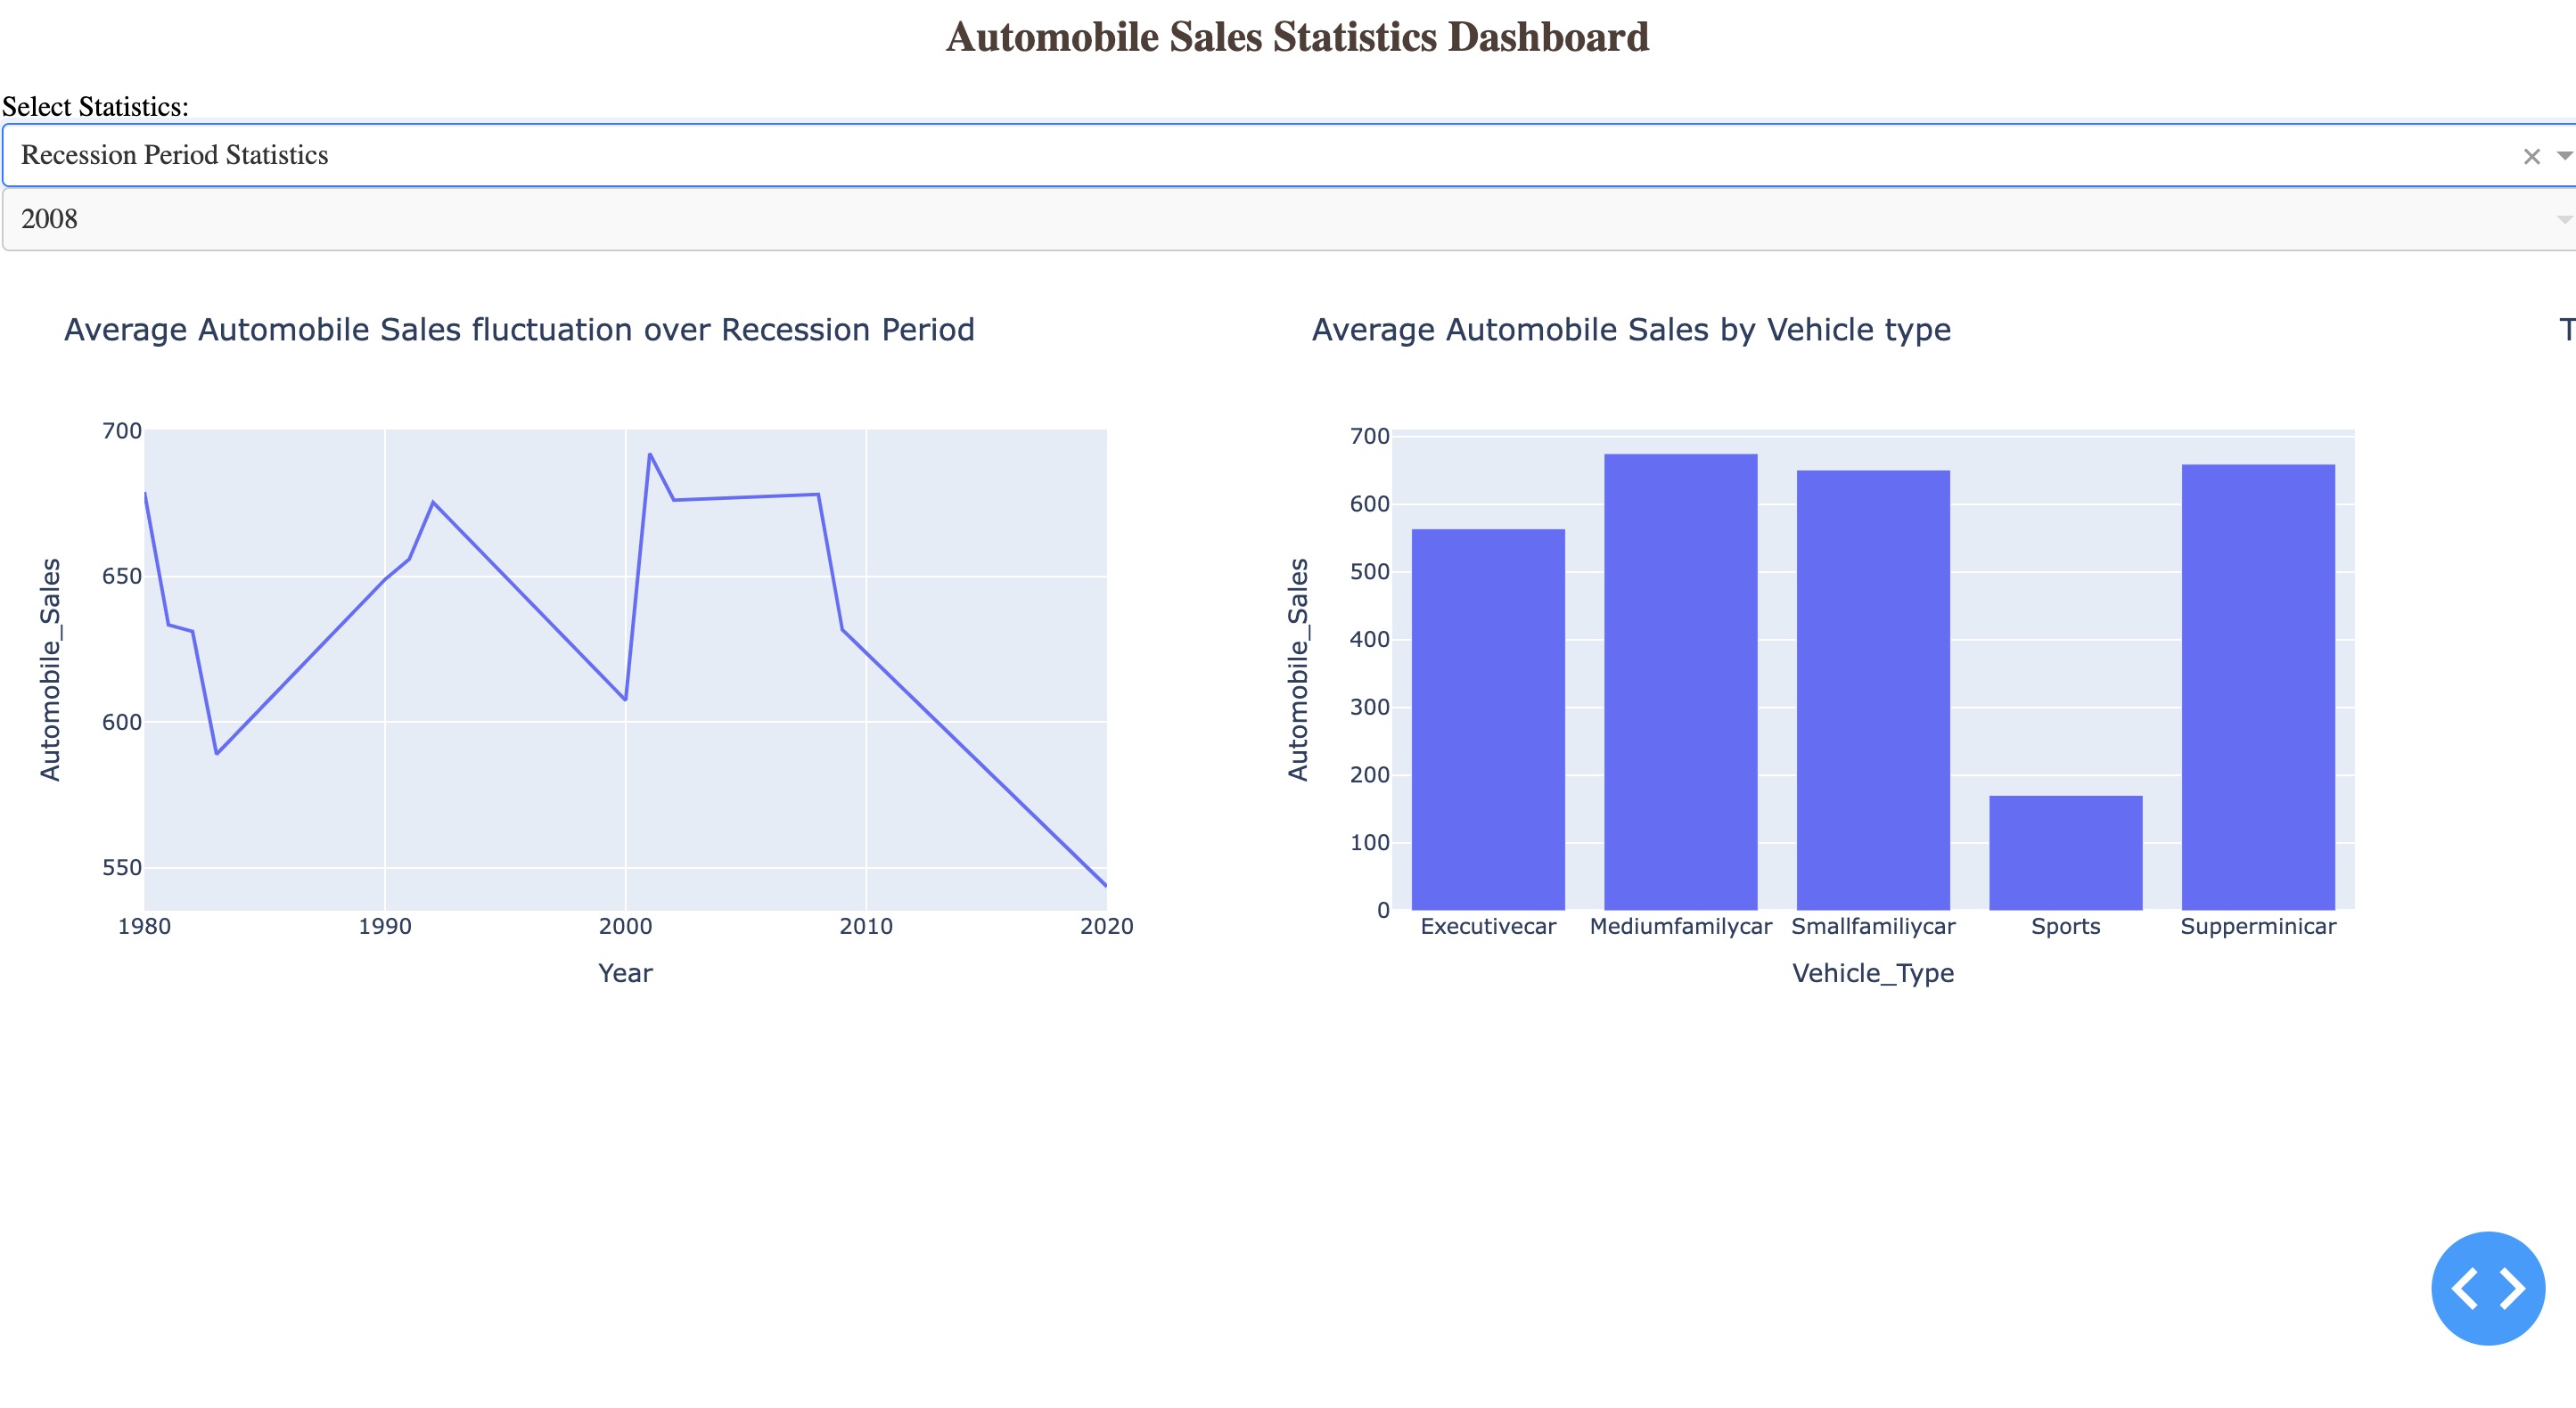 Automobile Sales Statistics Dashboard
Select Statistics:
Recession Period Statistics
2008
Average Automobile Sales fluctuation over Recession Period
700
650
600
550
Automobile_Sales
1980 1990 2000 2010 2020
Year
Average Automobile Sales by Vehicle type
700
600
500
400
300
200
100
0
Automobile_Sales
Executivecar Mediumfamilycar Smallfamiliycar Sports Supperminicar
Vehicle_Type
T